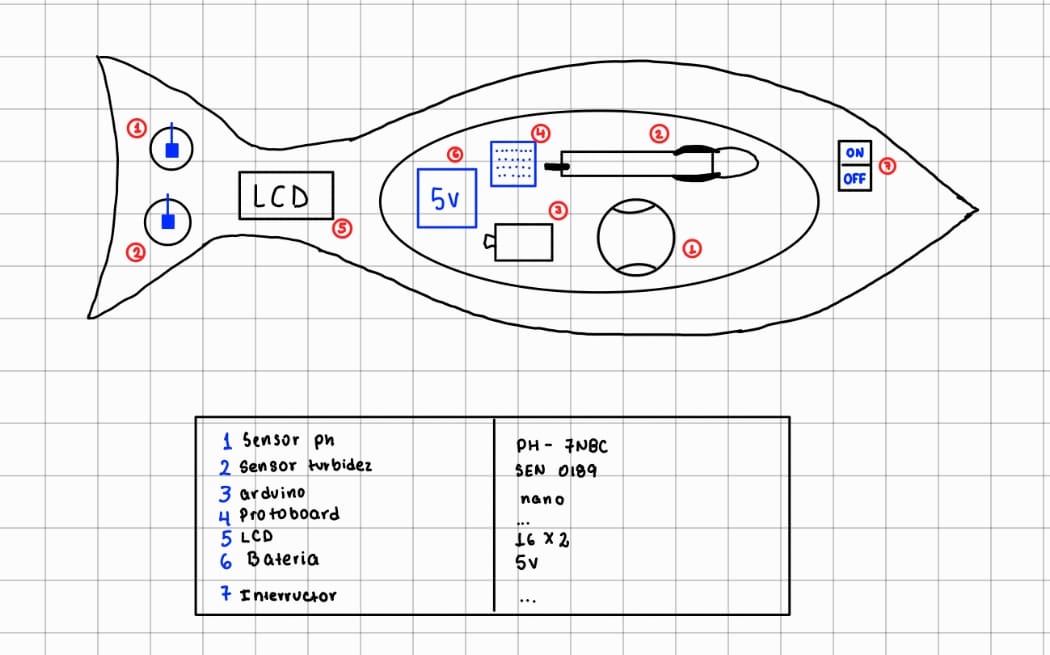 1
4
2
6
ON
7
OFF
5V
LCD
3
5
1
2
1 Sensor ph PH - 7NBC
2 Sensor turbidez SEN 0189
3 arduino nano
4 Protoboard ...
5 LCD 16 X 2
6 Bateria 5v
7 Interructor ...